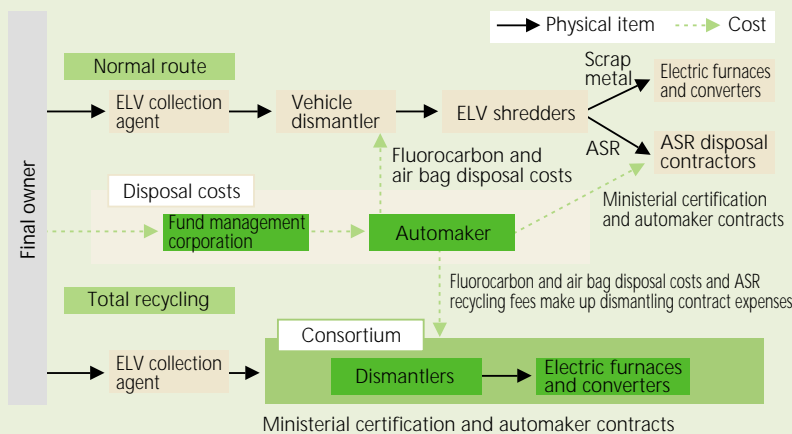 Physical item
Cost
Normal route
Scrap
metal
Electric furnaces
and converters
ELV collection
agent
Vehicle
dismantler
ELV shredders
ASR
ASR disposal
contractors
Fluorocarbon and
air bag disposal costs
Ministerial certification
and automaker contracts
Disposal costs
Fund management
corporation
Automaker
Final owner
Fluorocarbon and air bag disposal costs and ASR
recycling fees make up dismantling contract expenses
Total recycling
Consortium
ELV collection
agent
Dismantlers
Electric furnaces
and converters
Ministerial certification and automaker contracts